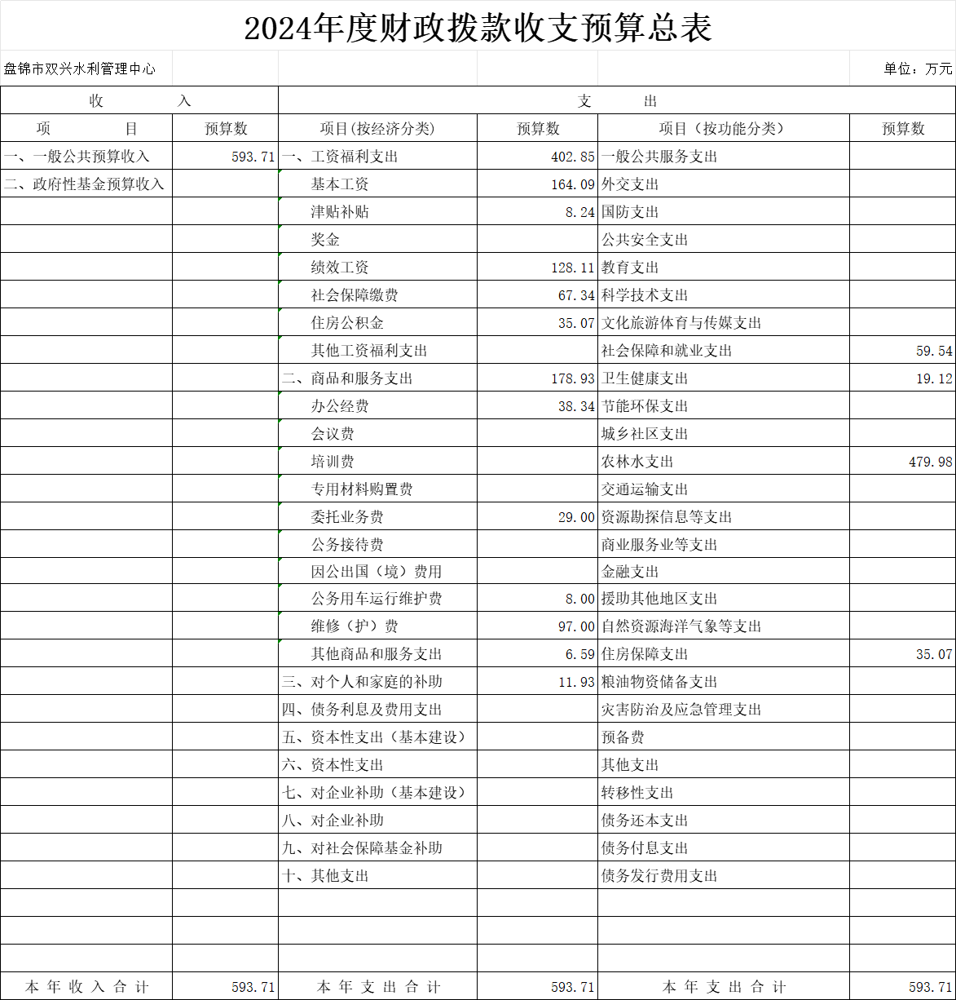 2024年度财政拨款收支预算总表
盘锦市双兴水利管理中心 单位：万元
收 入 支 出
项 目 预算数 项目(按经济分类) 预算数 项目（按功能分类） 预算数
一、一般公共预算收入 593.71 一、工资福利支出 402.85 一般公共服务支出
二、政府性基金预算收入 基本工资 164.09 外交支出
津贴补贴 8.24 国防支出
奖金 公共安全支出
绩效工资 128.11 教育支出
社会保障缴费 67.34 科学技术支出
住房公积金 35.07 文化旅游体育与传媒支出
其他工资福利支出 社会保障和就业支出 59.54
二、商品和服务支出 178.93 卫生健康支出 19.12
办公经费 38.34 节能环保支出
会议费 城乡社区支出
培训费 农林水支出 479.98
专用材料购置费 交通运输支出
委托业务费 29.00 资源勘探信息等支出
公务接待费 商业服务业等支出
因公出国（境）费用 金融支出
公务用车运行维护费 8.00 援助其他地区支出
维修（护）费 97.00 自然资源海洋气象等支出
其他商品和服务支出 6.59 住房保障支出 35.07
三、对个人和家庭的补助 11.93 粮油物资储备支出
四、债务利息及费用支出 灾害防治及应急管理支出
五、资本性支出（基本建设） 预备费
六、资本性支出 其他支出
七、对企业补助（基本建设） 转移性支出
八、对企业补助 债务还本支出
九、对社会保障基金补助 债务付息支出
十、其他支出 债务发行费用支出
本 年 收 入 合 计 593.71 本 年 支 出 合 计 593.71 本 年 支 出 合 计 593.71